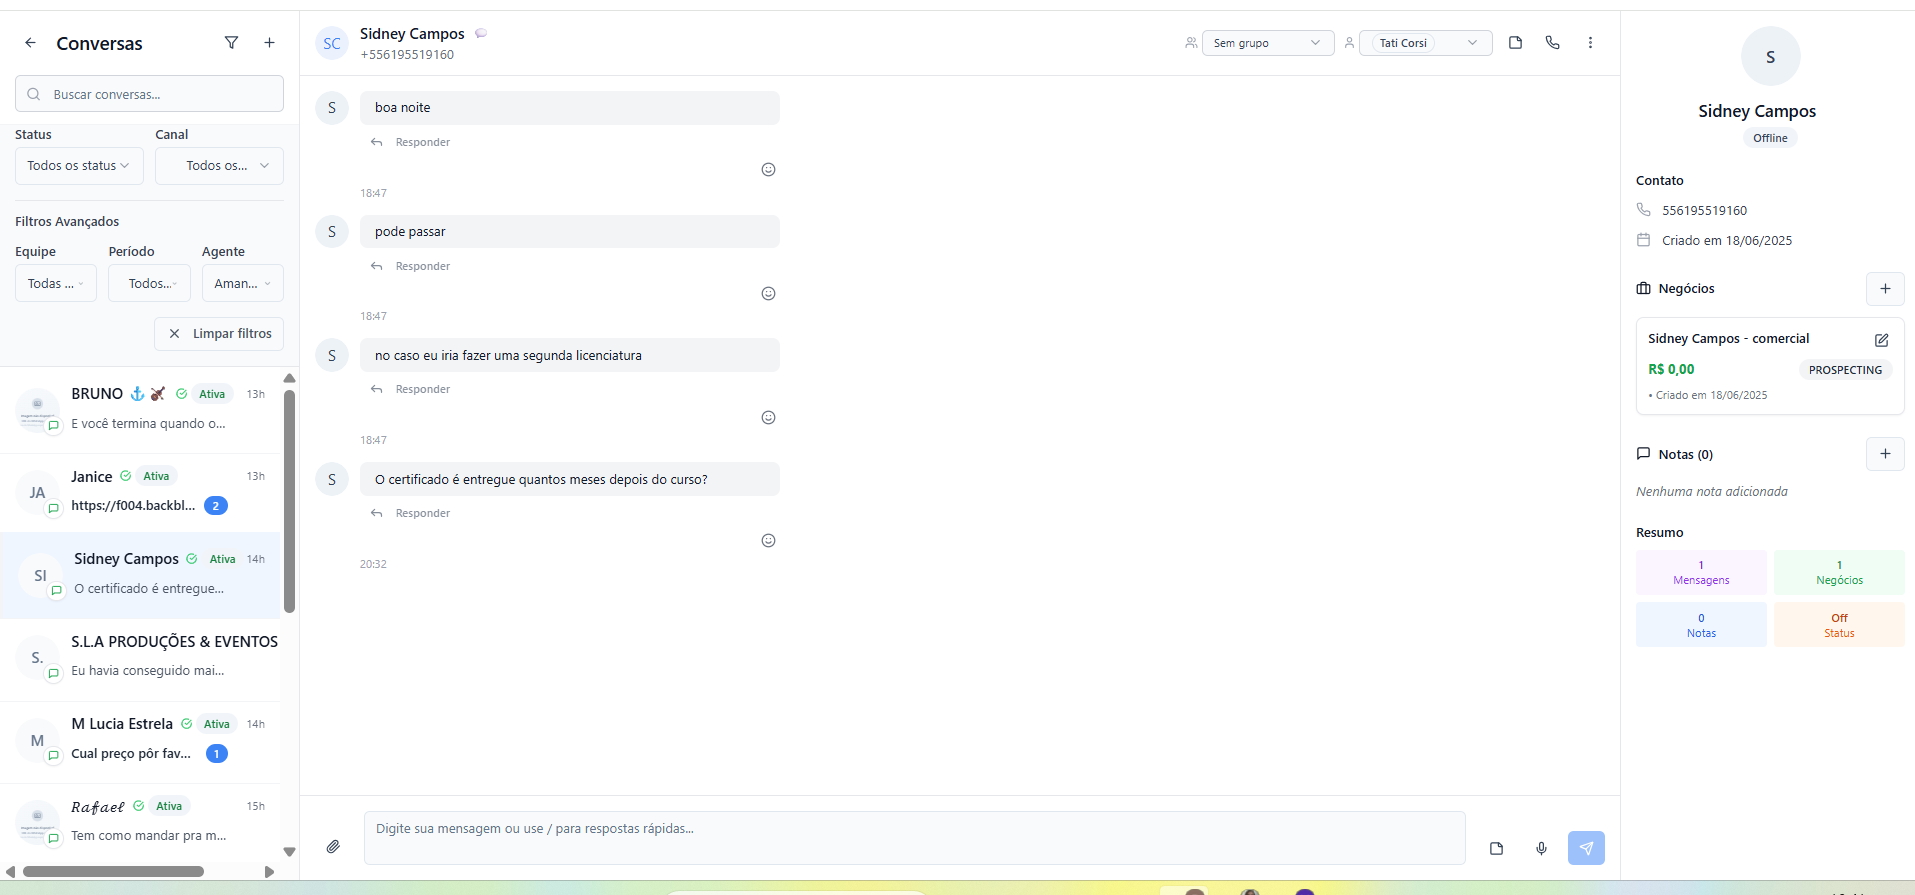 Conversas
Buscar conversas...
Status
Canal
Todos os status
Todos os...
Filtros Avançados
Equipe
Período
Agente
Todas ...
Todos...
Aman...
Limpar filtros
BRUNO ⚓ 🎻 Ativa 13h
E você termina quando o...
JA
Janice Ativa 13h
https://f004.backbl... 2
SI
Sidney Campos Ativa 14h
O certificado é entregue...
S.
S.L.A PRODUÇÕES & EVENTOS
Eu havia conseguido mai...
M
M Lucia Estrela Ativa 14h
Cual preço pôr fav... 1
Rafael Ativa 15h
Tem como mandar pra m...
SC
Sidney Campos
+556195519160
Sem grupo
Tati Corsi
S
boa noite
Responder
18:47
S
pode passar
Responder
18:47
S
no caso eu iria fazer uma segunda licenciatura
Responder
18:47
S
O certificado é entregue quantos meses depois do curso?
Responder
20:32
Digite sua mensagem ou use / para respostas rápidas...
S
Sidney Campos
Offline
Contato
556195519160
Criado em 18/06/2025
Negócios
Sidney Campos - comercial
R$ 0,00
PROSPECTING
• Criado em 18/06/2025
Notas (0)
Nenhuma nota adicionada
Resumo
1
Mensagens
1
Negócios
0
Notas
Off
Status